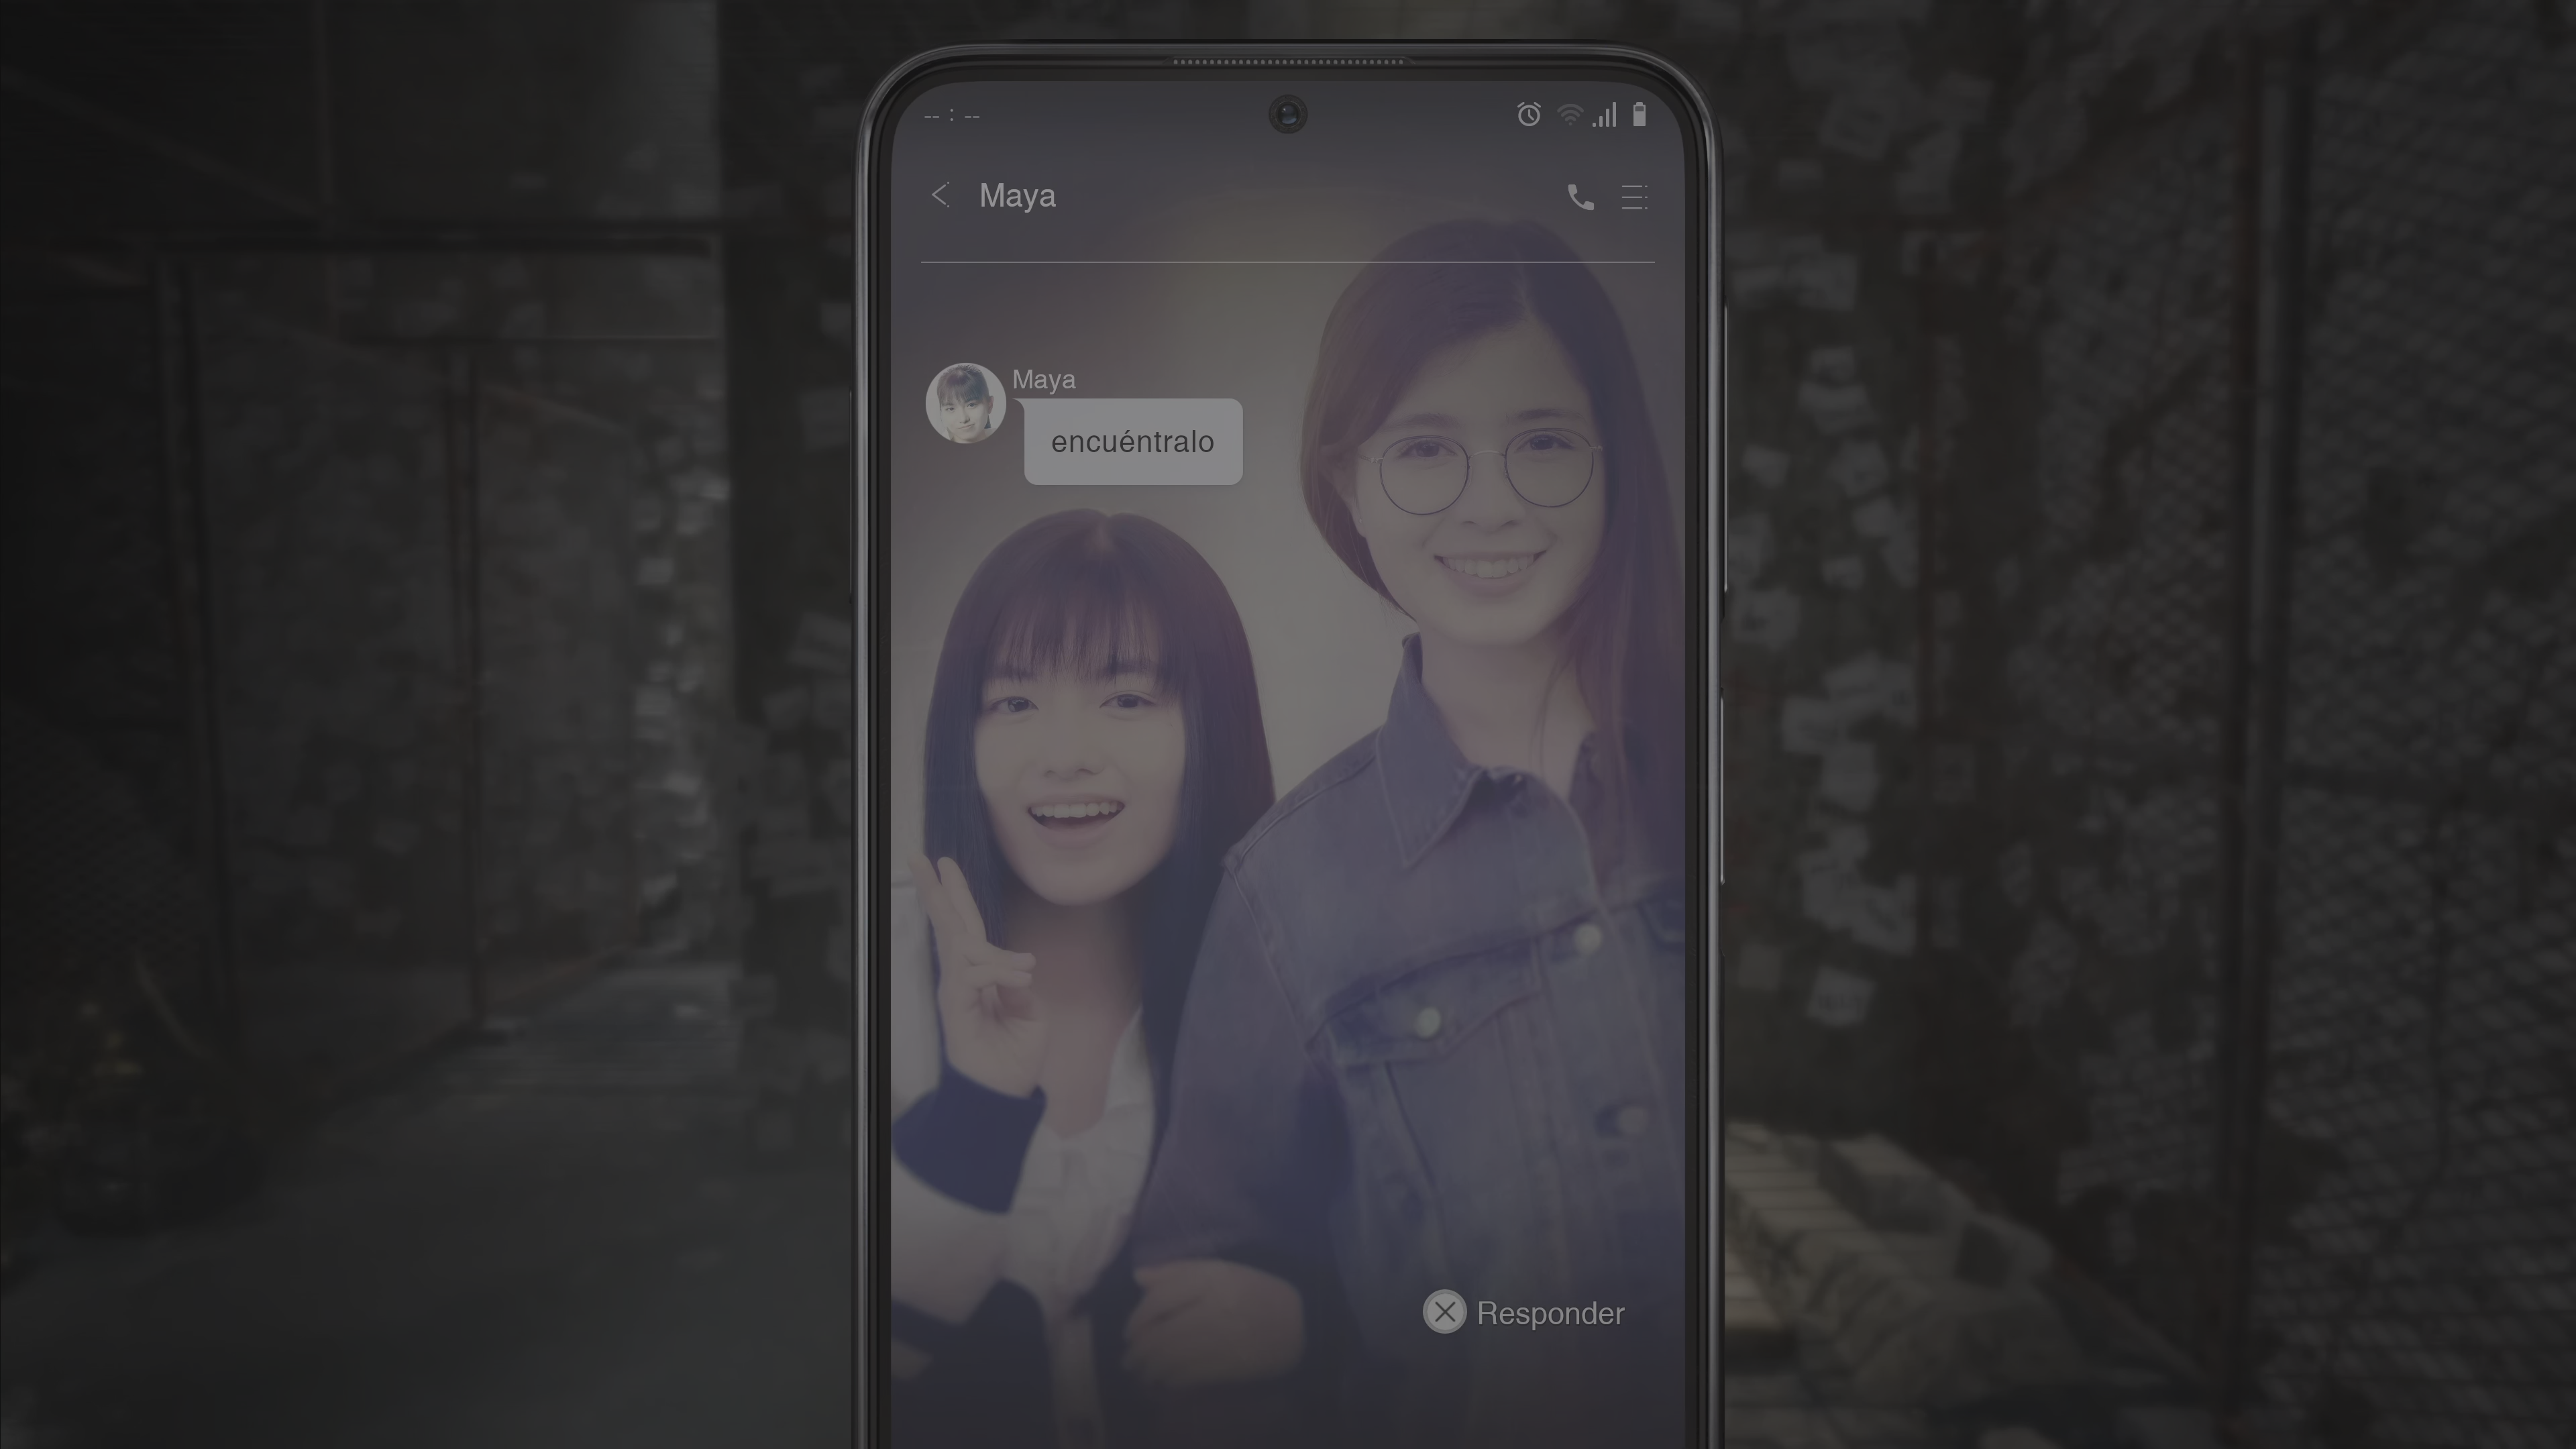 -- : --
Maya
Maya
encuéntralo
Responder